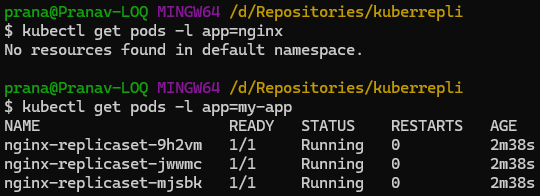 prana@Pranav-LOQ MINGW64 /d/Repositories/kuberrepli
$ kubectl get pods -l app=nginx
No resources found in default namespace.
prana@Pranav-LOQ MINGW64 /d/Repositories/kuberrepli
$ kubectl get pods -l app=my-app
NAME READY STATUS RESTARTS AGE
nginx-replicaset-9h2vm 1/1 Running 0 2m38s
nginx-replicaset-jwwmc 1/1 Running 0 2m38s
nginx-replicaset-mjsbk 1/1 Running 0 2m38s